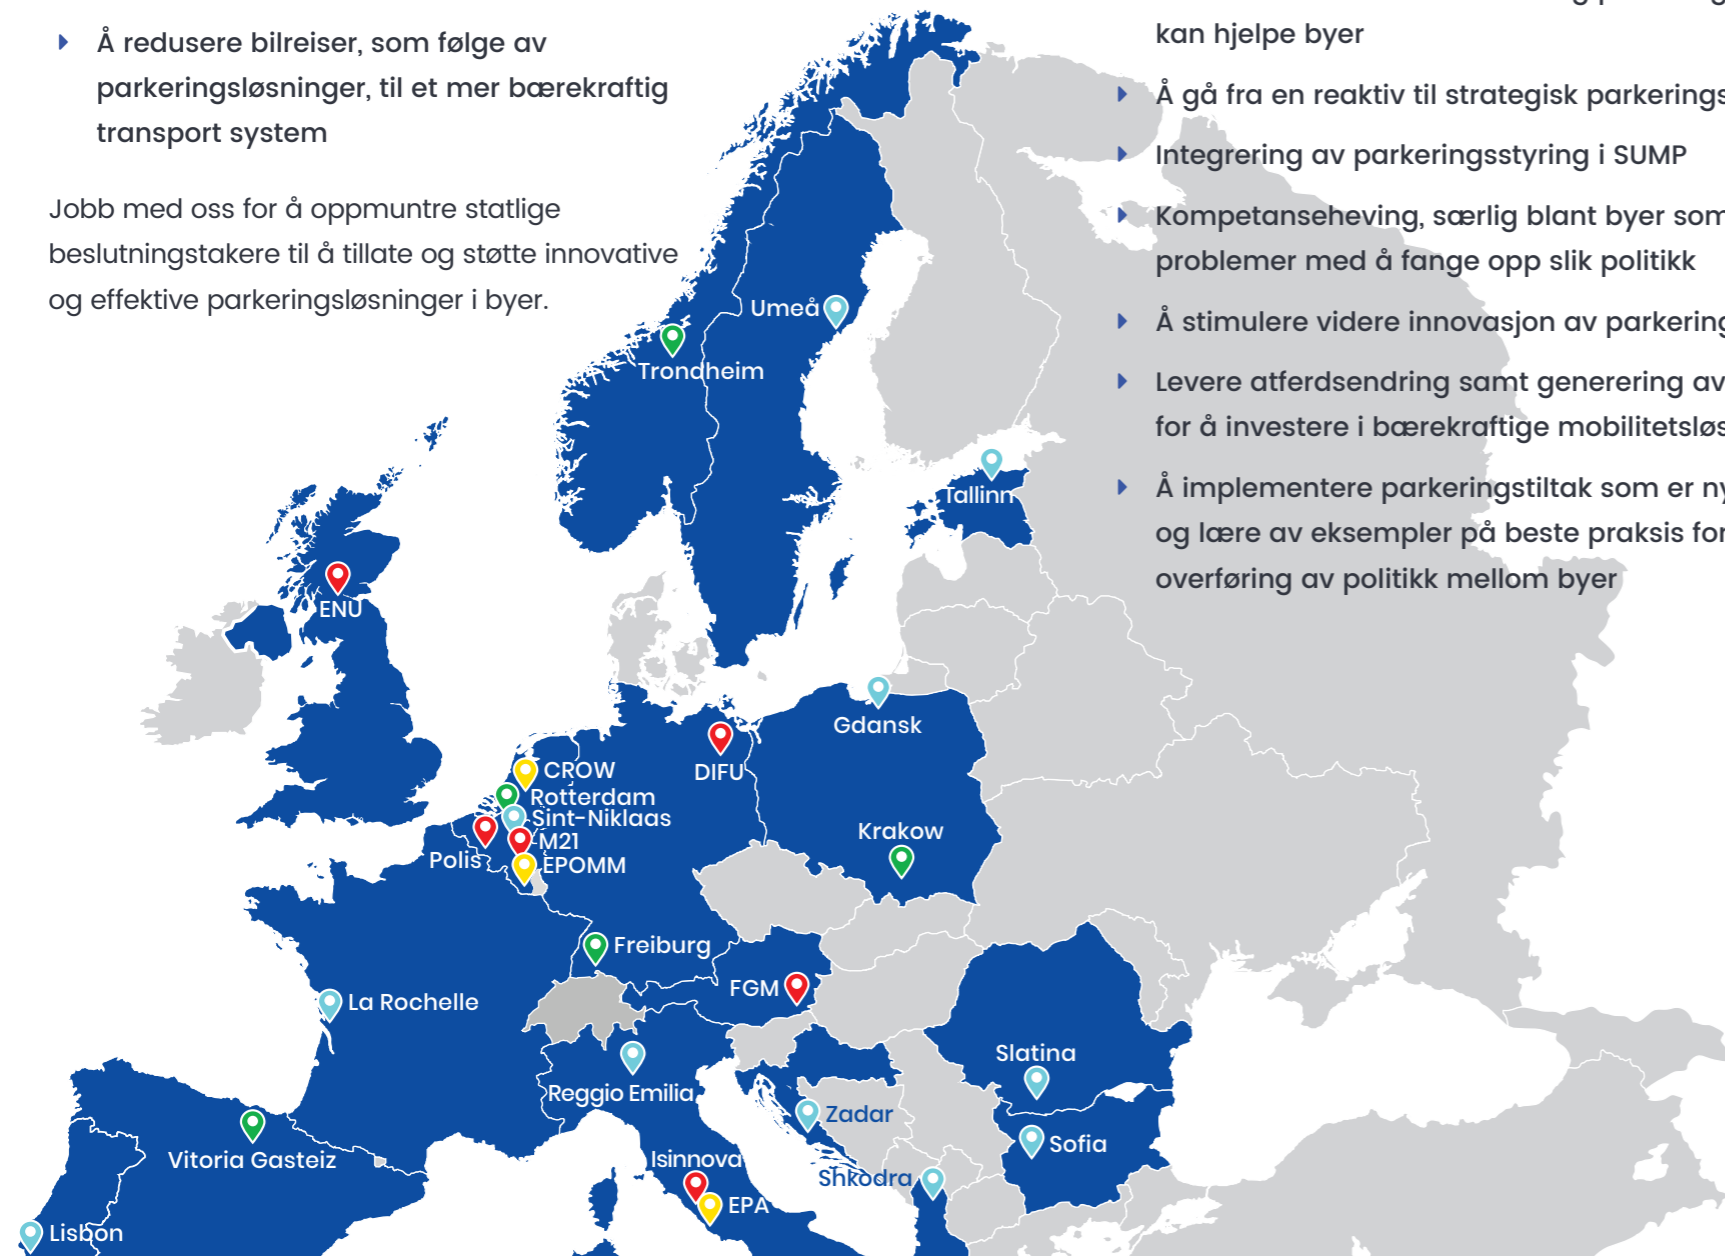 Å redusere bilreiser, som følge av
parkeringsløsninger, til et mer bærekraftig
transport system
Jobb med oss for å oppmuntre statlige
beslutningstakere til å tillate og støtte innovative
og effektive parkeringsløsninger i byer.
kan hjelpe byer
Å gå fra en reaktiv til strategisk parkerings
Integrering av parkeringsstyring i SUMP
Kompetanseheving, særlig blant byer som
problemer med å fange opp slik politikk
Å stimulere videre innovasjon av parkering
Levere atferdsendring samt generering av
for å investere i bærekraftige mobilitetsløs
Å implementere parkeringstiltak som er ny
og lære av eksempler på beste praksis for
overføring av politikk mellom byer
Umeå
Trondheim
Tallinn
ENU
Gdansk
CROW
DIFU
Rotterdam
Sint-Niklaas
M21
Polis
EPOMM
Krakow
Freiburg
FGM
La Rochelle
Slatina
Reggio Emilia
Zadar
Sofia
Vitoria Gasteiz
Isinnova
Shkodra
EPA
Lisbon